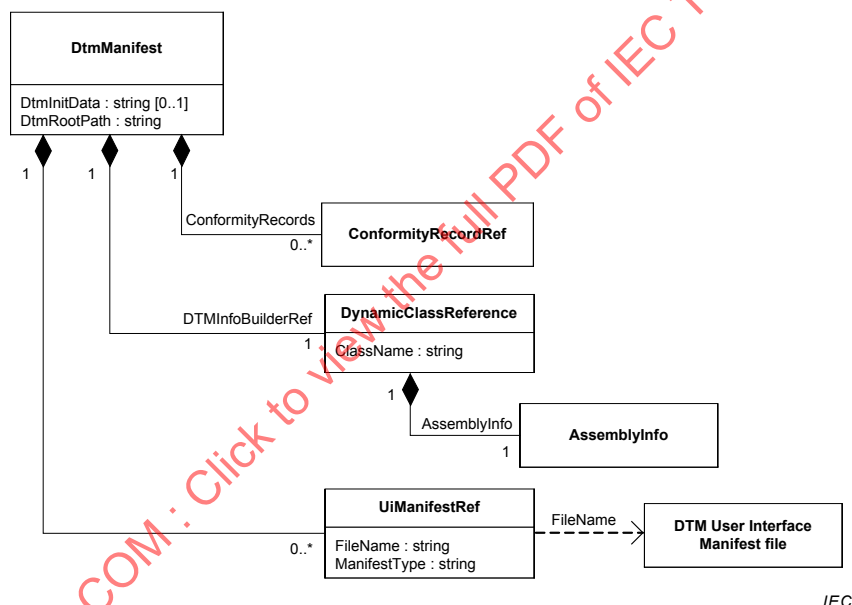 DtmManifest
DtmInitData : string [0..1]
DtmRootPath : string
1
1
1
ConformityRecords
0..*
ConformityRecordRef
DTMInfoBuilderRef
1
DynamicClassReference
ClassName : string
1
AssemblyInfo
1
AssemblyInfo
0..*
UiManifestRef
FileName : string
ManifestType : string
FileName
DTM User Interface
Manifest file
IEC
COM : Click to view the full PDF of IEC